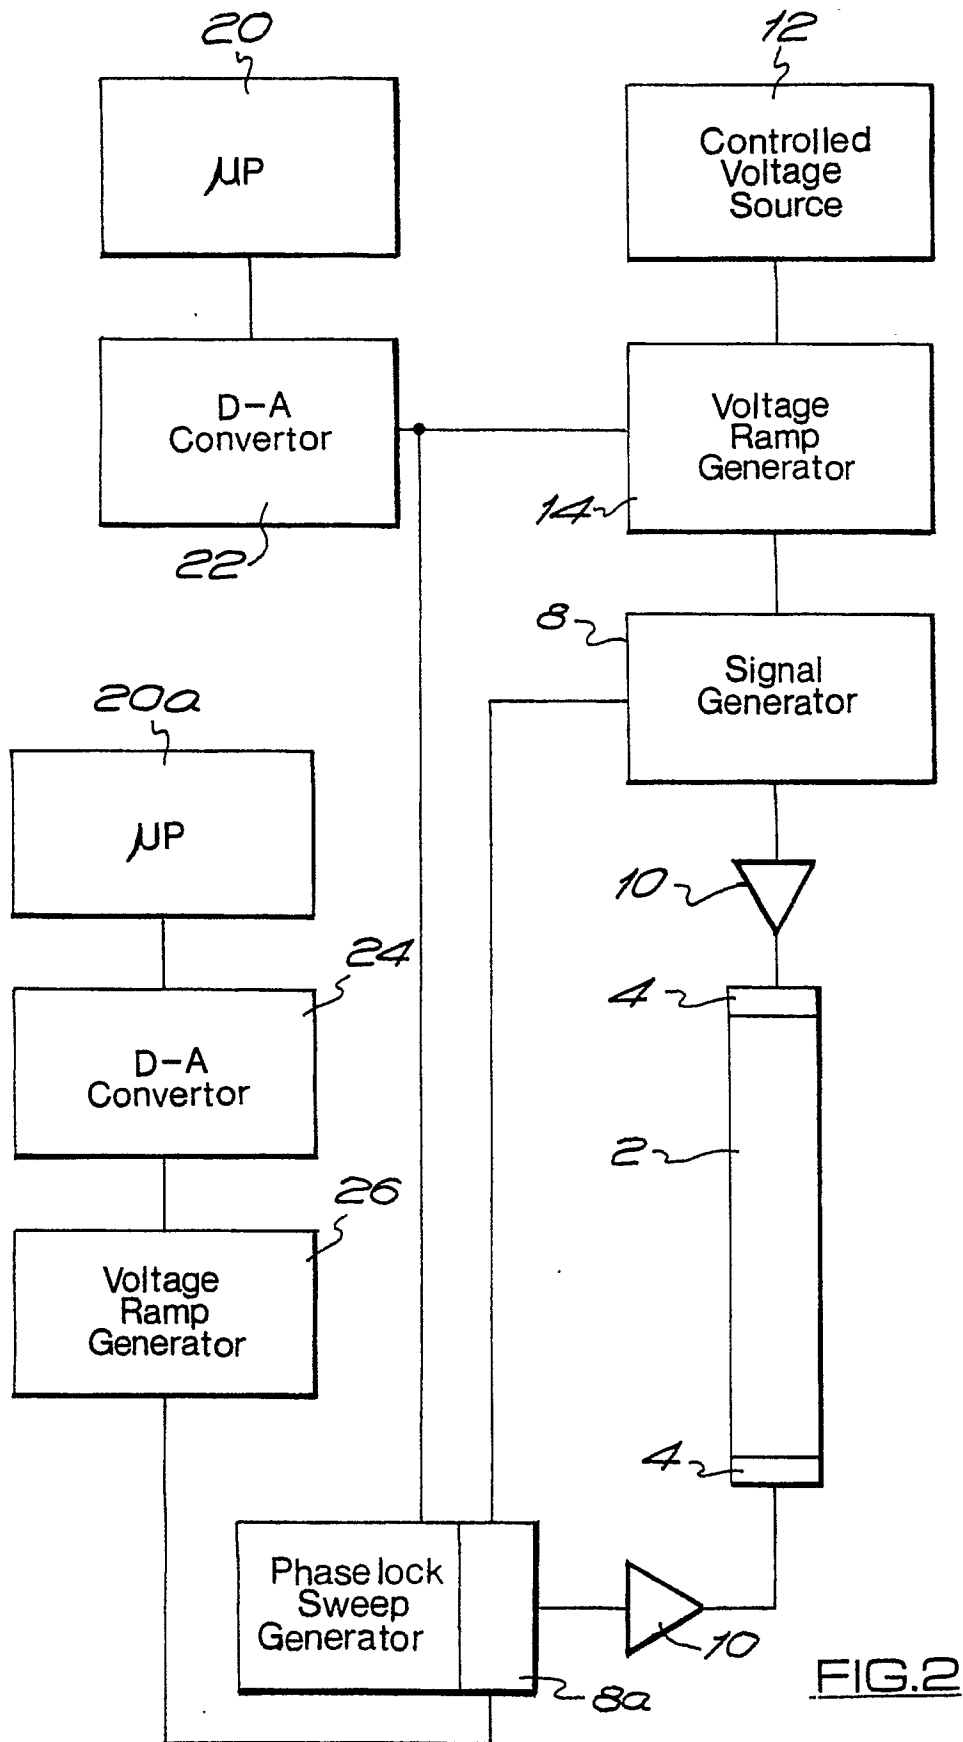 20
12
μP
Controlled
Voltage
Source
D-A
Convertor
22
Voltage
Ramp
Generator
14
8
Signal
Generator
20a
μP
10
24
4
D-A
Convertor
2
26
Voltage
Ramp
Generator
4
Phase lock
Sweep
Generator
10
8a
FIG.2